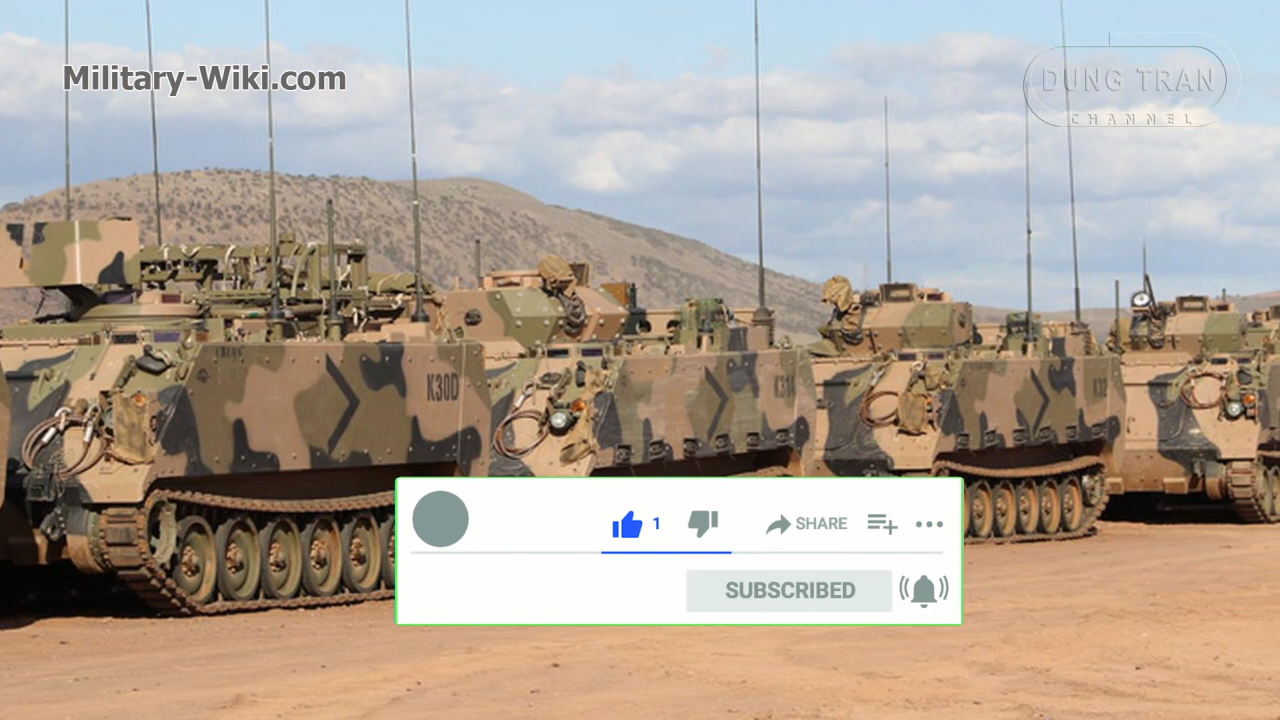 Military-Wiki.com
DUNG TRAN
CHANNEL
K30D
1
SHARE
SUBSCRIBED